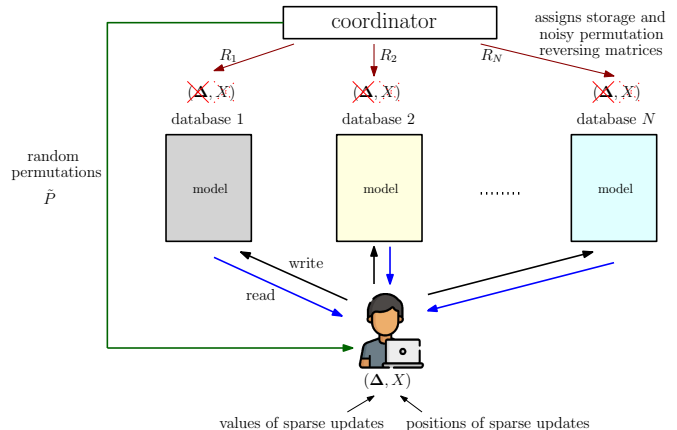 coordinator
assigns storage and
noisy permutation
reversing matrices
R₁
R₂
R_N
(Δ, X)
(Δ, X)
(Δ, X)
database 1
database 2
database N
random
permutations
P̃
model
model
........
model
write
read
(Δ, X)
values of sparse updates
positions of sparse updates